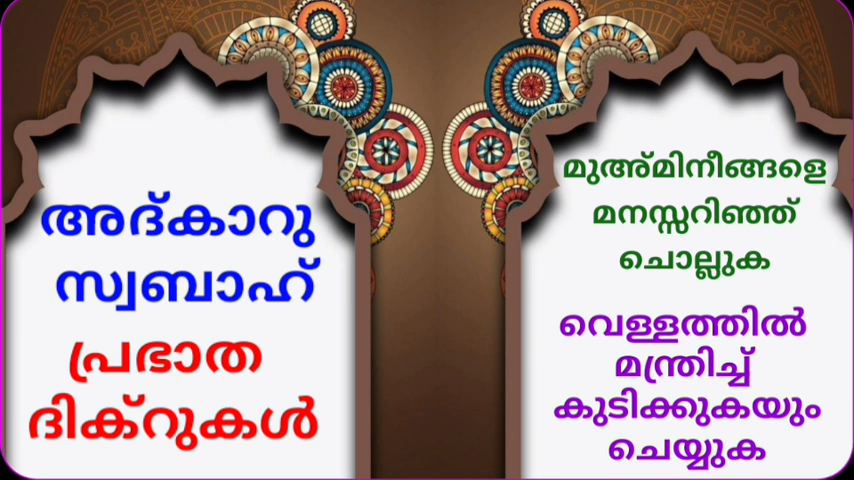 അദ്കാറു
സ്വബാഹ്
പ്രഭാത
ദിക്റുകൾ
മുഅ്മിനീങ്ങളെ
മനസ്സറിഞ്ഞ്
ചൊല്ലുക
വെള്ളത്തിൽ
മന്ത്രിച്ച്
കുടിക്കുകയും
ചെയ്യുക